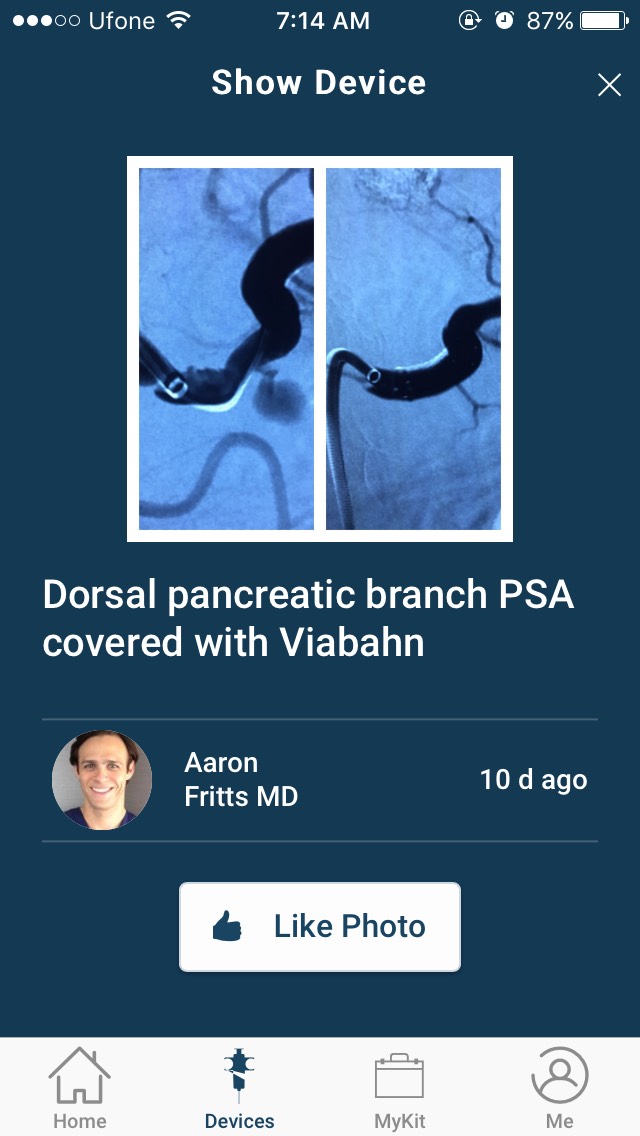 Ufone 7:14 AM 87%
Show Device
Dorsal pancreatic branch PSA
covered with Viabahn
Aaron
Fritts MD
10 d ago
Like Photo
Home Devices MyKit Me